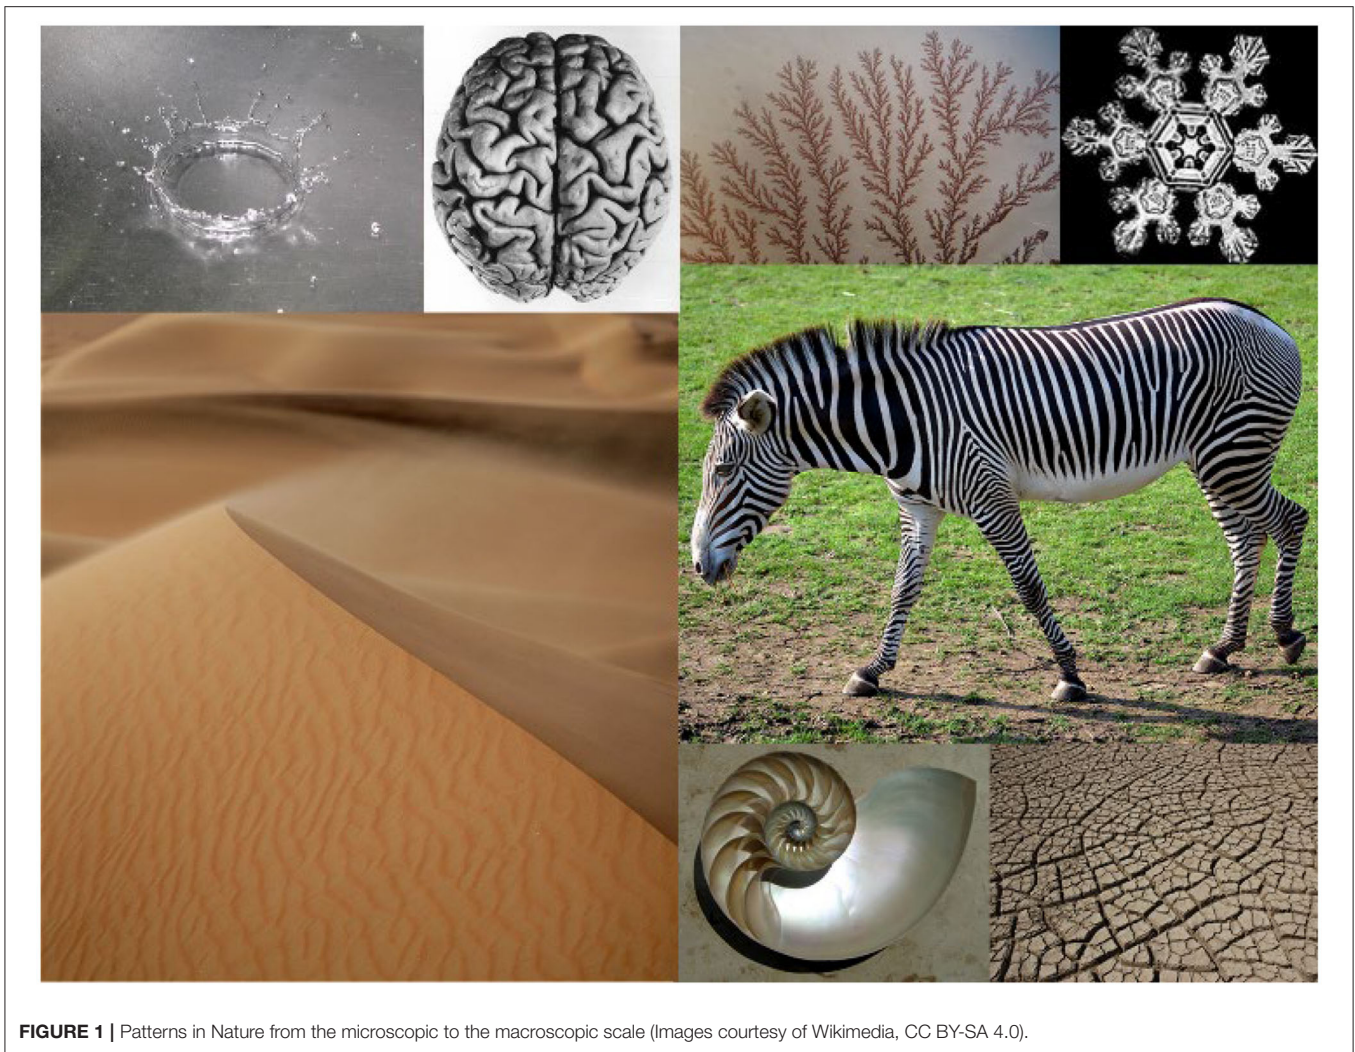 FIGURE 1 | Patterns in Nature from the microscopic to the macroscopic scale (Images courtesy of Wikimedia, CC BY-SA 4.0).